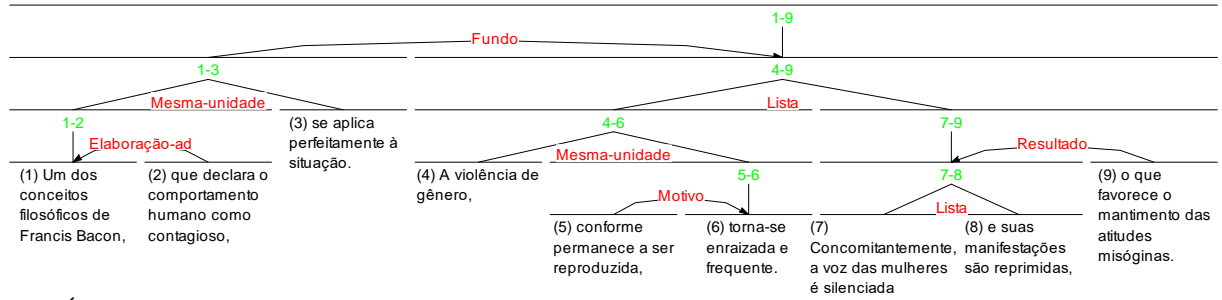 1-9
Fundo
1-3
4-9
Mesma-unidade
Lista
1-2
(3) se aplica
perfeitamente à
situação.
4-6
7-9
Elaboração-ad
Mesma-unidade
Resultado
(1) Um dos
conceitos
filosóficos de
Francis Bacon,
(2) que declara o
comportamento
humano como
contagioso,
(4) A violência de
gênero,
5-6
7-8
(9) o que
favorece o
mantimento das
atitudes
misóginas.
Motivo
Lista
(5) conforme
permanece a ser
reproduzida,
(6) torna-se
enraizada e
frequente.
(7)
Concomitantemente,
a voz das mulheres
é silenciada
(8) e suas
manifestações
são reprimidas,